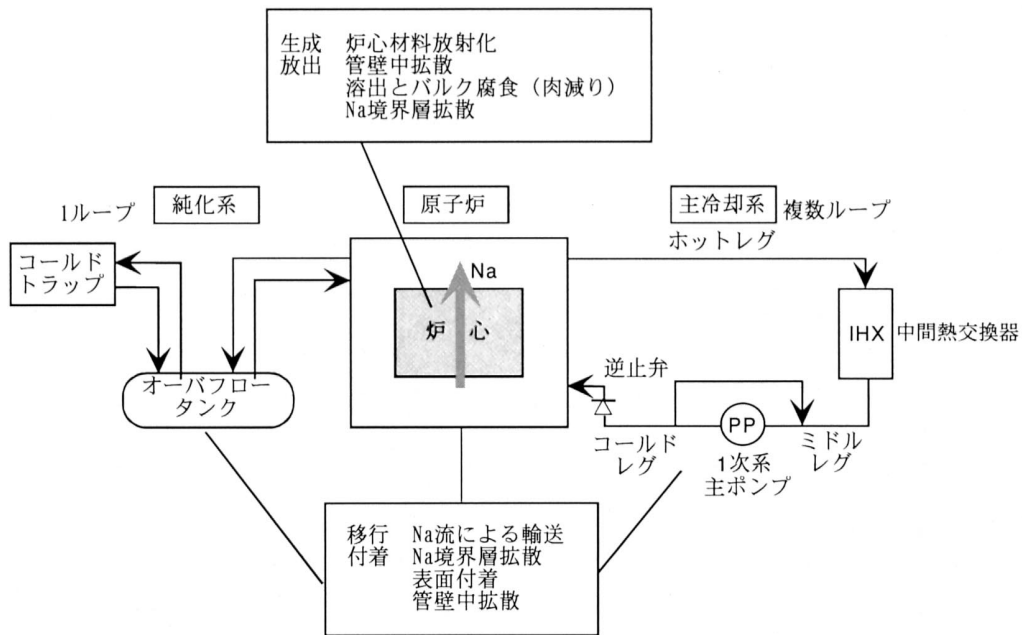 生成 炉心材料放射化
放出 管壁中拡散
溶出とバルク腐食（肉減り）
Na境界層拡散
1ループ
純化系
原子炉
主冷却系
複数ループ
ホットレグ
コールド
トラップ
Na
炉心
IHX
中間熱交換器
オーバフロー
タンク
逆止弁
コールド
レグ
PP
1次系
主ポンプ
ミドル
レグ
移行 Na流による輸送
付着 Na境界層拡散
表面付着
管壁中拡散